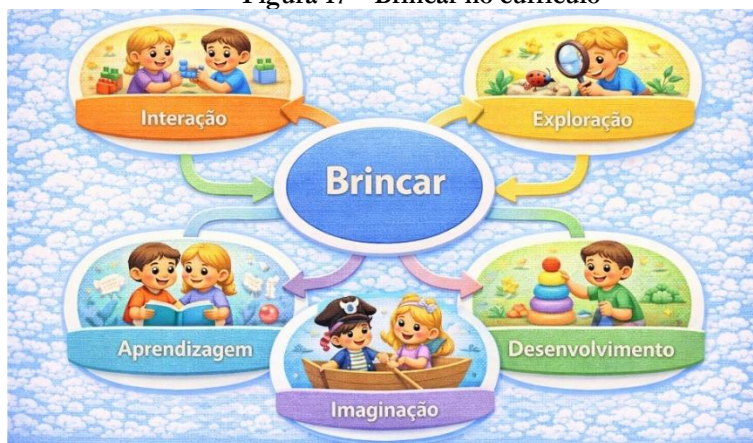 Figura 17 – Brincar no currículo
Interação
Exploração
Brincar
Aprendizagem
Desenvolvimento
Imaginação